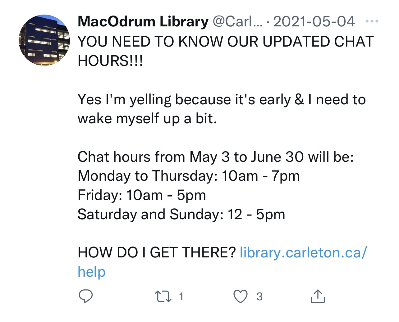 MacOdrum Library @Carl... · 2021-05-04 ...
YOU NEED TO KNOW OUR UPDATED CHAT
HOURS!!!
Yes I'm yelling because it's early & I need to
wake myself up a bit.
Chat hours from May 3 to June 30 will be:
Monday to Thursday: 10am - 7pm
Friday: 10am - 5pm
Saturday and Sunday: 12 - 5pm
HOW DO I GET THERE? library.carleton.ca/
help
1 3